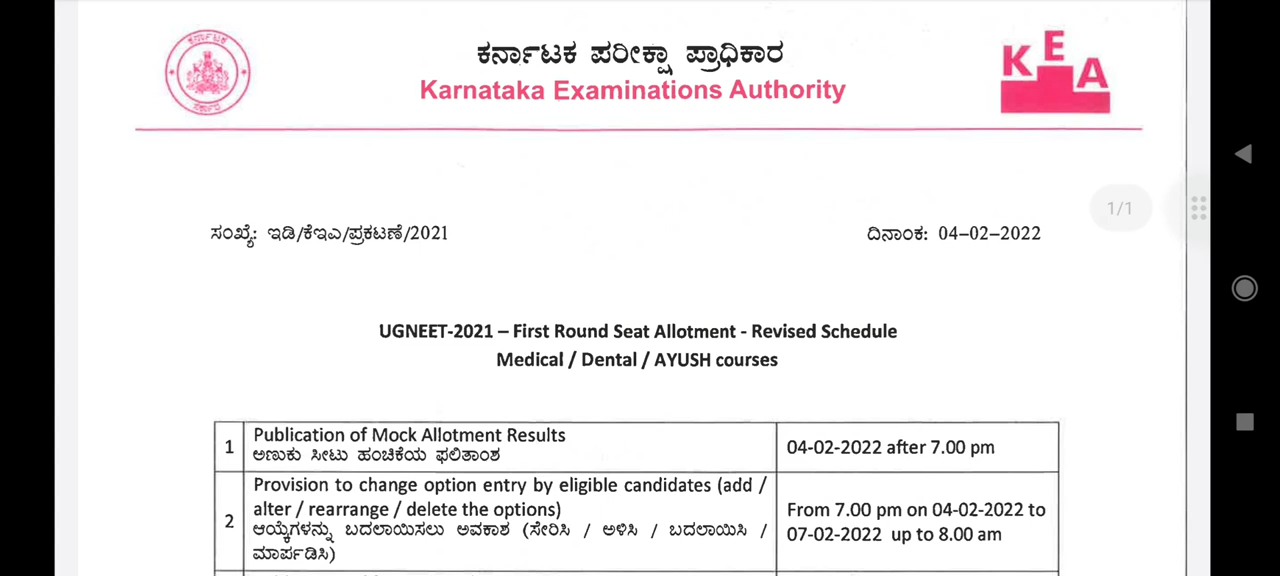 ಕರ್ನಾಟಕ ಪರೀಕ್ಷಾ ಪ್ರಾಧಿಕಾರ
Karnataka Examinations Authority
KEA
ಕರ್ನಾಟಕ
ಸರ್ಕಾರ
1/1
ಸಂಖ್ಯೆ: ಇಡಿ/ಕೆಇಎ/ಪ್ರಕಟಣೆ/2021
ದಿನಾಂಕ: 04-02-2022
UGNEET-2021 – First Round Seat Allotment - Revised Schedule
Medical / Dental / AYUSH courses
1
Publication of Mock Allotment Results
ಅಣುಕು ಸೀಟು ಹಂಚಿಕೆಯ ಫಲಿತಾಂಶ
04-02-2022 after 7.00 pm
2
Provision to change option entry by eligible candidates (add /
alter / rearrange / delete the options)
ಆಯ್ಕೆಗಳನ್ನು ಬದಲಾಯಿಸಲು ಅವಕಾಶ (ಸೇರಿಸಿ / ಅಳಿಸಿ / ಬದಲಾಯಿಸಿ /
ಮಾರ್ಪಡಿಸಿ)
From 7.00 pm on 04-02-2022 to
07-02-2022 up to 8.00 am